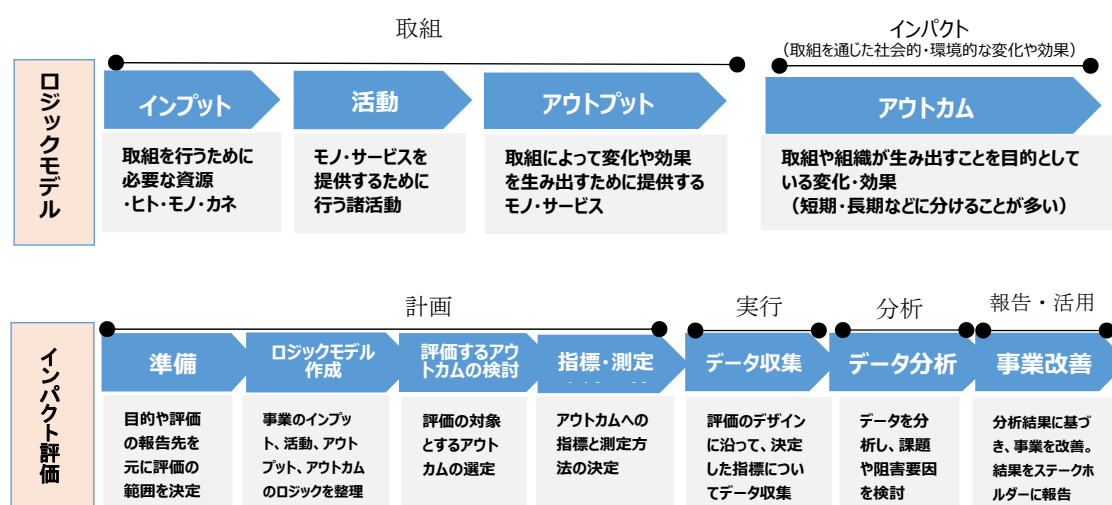 取組
インパクト
（取組を通じた社会的・環境的な変化や効果）
ロジックモデル
インプット
活動
アウトプット
アウトカム
取組を行うために
必要な資源
・ヒト・モノ・カネ
モノ・サービスを
提供するために
行う諸活動
取組によって変化や効果
を生み出すために提供する
モノ・サービス
取組や組織が生み出すことを目的として
いる変化・効果
（短期・長期などに分けることが多い）
計画
実行
分析
報告・活用
インパクト評価
準備
ロジックモデル
作成
評価するアウ
トカムの検討
指標・測定
データ収集
データ分析
事業改善
目的や評価
の報告先を
元に評価の
範囲を決定
事業のインプッ
ト、活動、アウト
プット、アウトカム
のロジックを整理
評価の対象
とするアウト
カムの選定
アウトカムへの
指標と測定方
法の決定
評価のデザイン
に沿って、決定
した指標につい
てデータ収集
データを分
析し、課題
や阻害要因
を検討
分析結果に基づ
き、事業を改善。
結果をステークホ
ルダーに報告